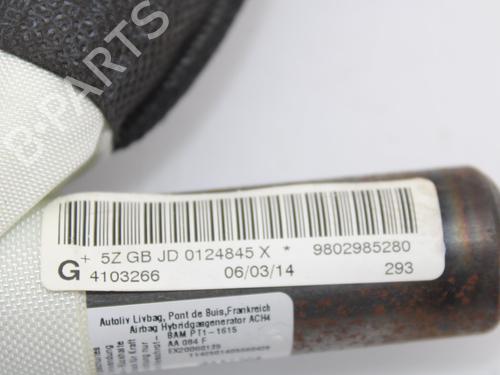 B-PARTS
+ 5Z GB JD 0124845 X * 9802985280
G 4103266 06/03/14 293
Autoliv Livbag, Pont de Buis,Frankreich
Airbag Hybridgasgenerator ACH4
BAM PT1-1615
AA 084 F